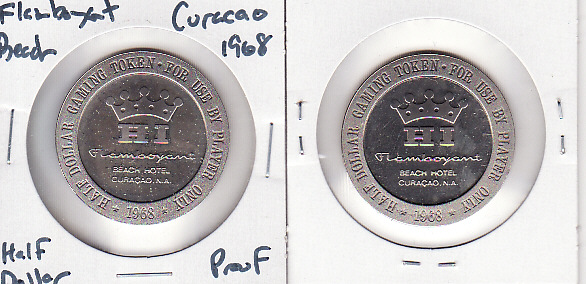 Flamboyant Curacao
Beach 1968
HALF DOLLAR GAMING TOKEN · FOR USE BY PLAYER ONLY
★ 1968 ★
HI
Flamboyant
BEACH HOTEL
CURAÇAO, N.A.
Half Proof
Dollar
HALF DOLLAR GAMING TOKEN · FOR USE BY PLAYER ONLY
★ 1968 ★
HI
Flamboyant
BEACH HOTEL
CURAÇAO, N.A.